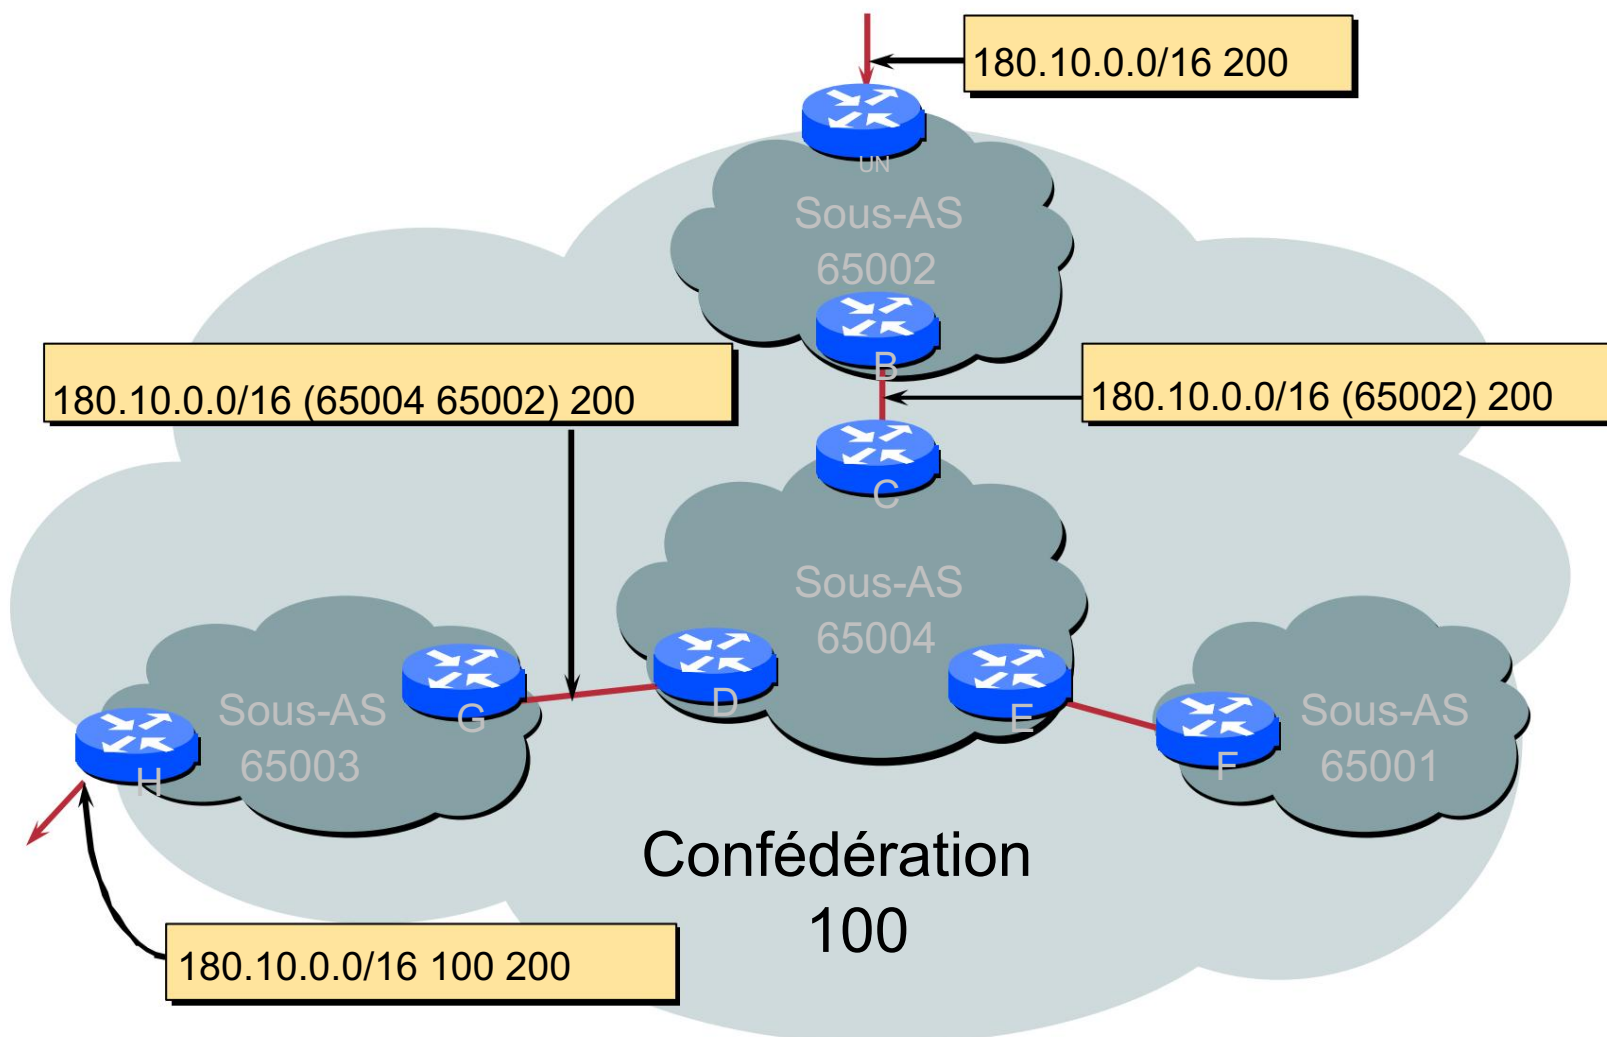 180.10.0.0/16 200
UN
Sous-AS
65002
B
180.10.0.0/16 (65004 65002) 200
180.10.0.0/16 (65002) 200
C
Sous-AS
65004
D
E
G
Sous-AS
65003
H
F
Sous-AS
65001
Confédération
100
180.10.0.0/16 100 200